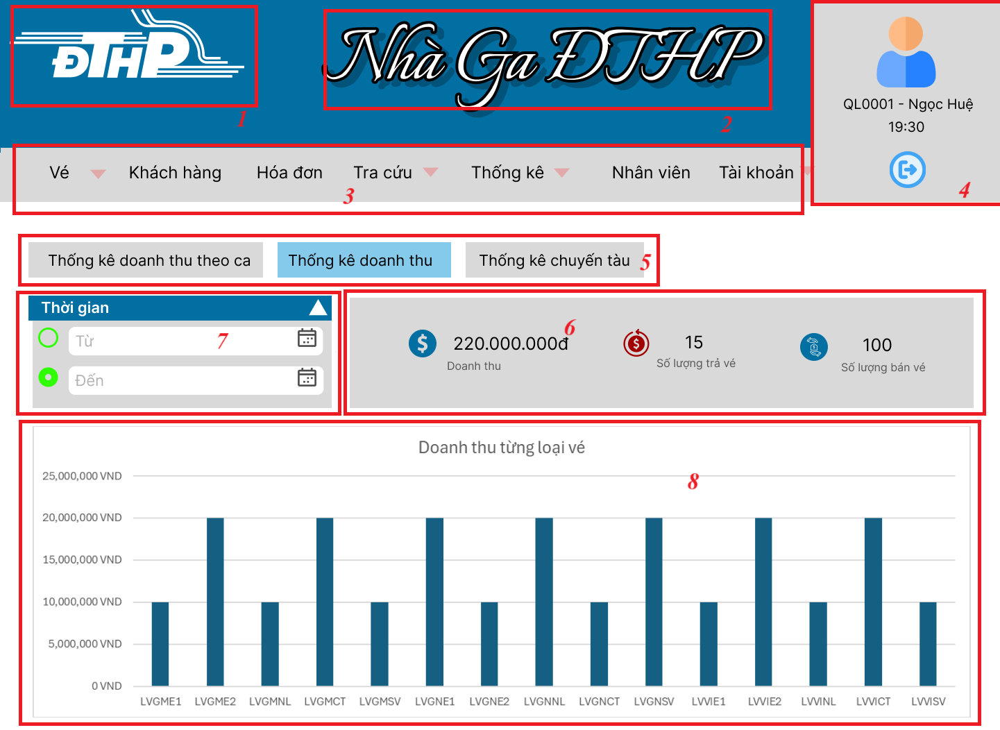 ĐTHP
Nhà Ga ĐTHP
1
2
QL0001 - Ngọc Huệ
19:30
4
Vé Khách hàng Hóa đơn Tra cứu Thống kê Nhân viên Tài khoản
3
Thống kê doanh thu theo ca Thống kê doanh thu Thống kê chuyến tàu
5
Thời gian
Từ
7
Đến
6
220.000.000đ
Doanh thu
15
Số lượng trả vé
100
Số lượng bán vé
Doanh thu từng loại vé
8
25,000,000 VND
20,000,000 VND
15,000,000 VND
10,000,000 VND
5,000,000 VND
0 VND
LVGME1 LVGME2 LVGMNL LVGMCT LVGMSV LVGNE1 LVGNE2 LVGNNL LVGNCT LVGNSV LVVIE1 LVVIE2 LVVINL LVVICT LVVISV